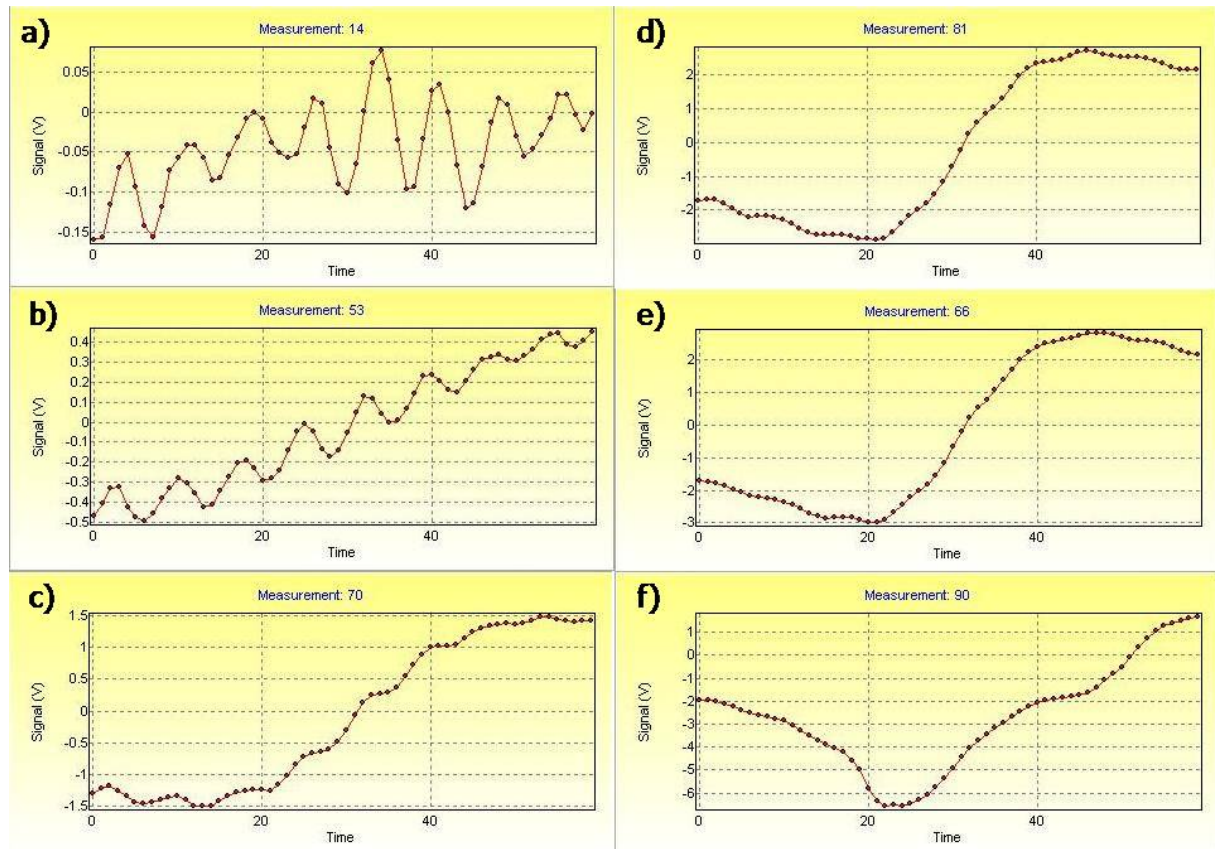 a)
Measurement: 14
0.05
0
-0.05
-0.1
-0.15
Signal (V)
0
20
40
Time
b)
Measurement: 53
0.4
0.3
0.2
0.1
0
-0.1
-0.2
-0.3
-0.4
-0.5
Signal (V)
0
20
40
Time
c)
Measurement: 70
1.5
1
0.5
0
-0.5
-1
-1.5
Signal (V)
0
20
40
Time
d)
Measurement: 81
2
1
0
-1
-2
Signal (V)
0
20
40
Time
e)
Measurement: 66
2
1
0
-1
-2
-3
Signal (V)
0
20
40
Time
f)
Measurement: 90
1
0
-1
-2
-3
-4
-5
-6
Signal (V)
0
20
40
Time